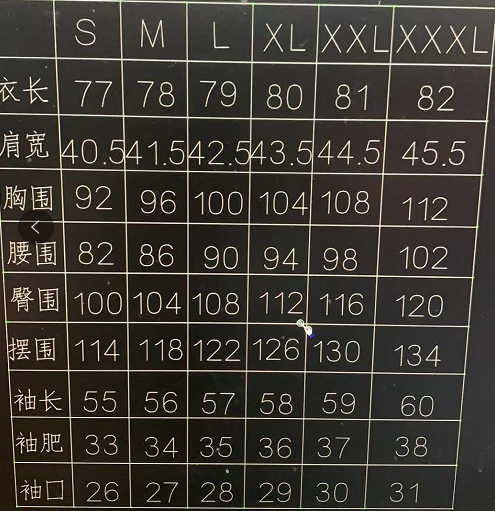 S M L XL XXL XXXL
衣长 77 78 79 80 81 82
肩宽 40.5 41.5 42.5 43.5 44.5 45.5
胸围 92 96 100 104 108 112
腰围 82 86 90 94 98 102
臀围 100 104 108 112 116 120
摆围 114 118 122 126 130 134
袖长 55 56 57 58 59 60
袖肥 33 34 35 36 37 38
袖口 26 27 28 29 30 31